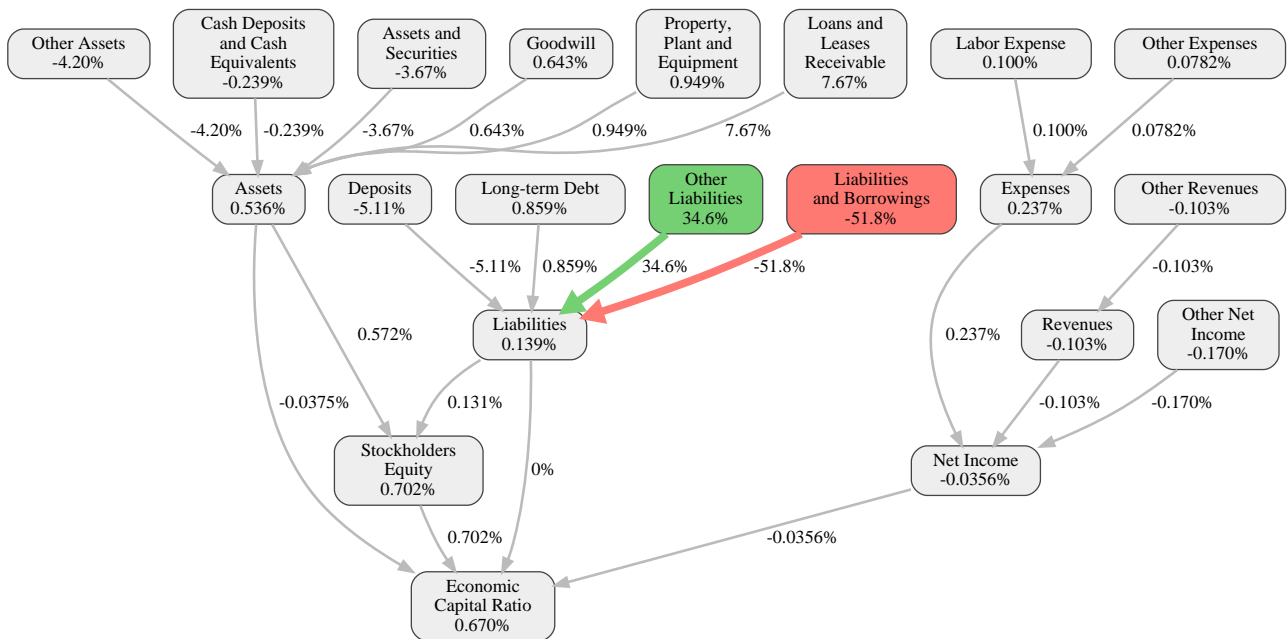 Other Assets
-4.20%
Cash Deposits
and Cash
Equivalents
-0.239%
Assets and
Securities
-3.67%
Goodwill
0.643%
Property,
Plant and
Equipment
0.949%
Loans and
Leases
Receivable
7.67%
Labor Expense
0.100%
Other Expenses
0.0782%
-4.20%
-0.239%
-3.67%
0.643%
0.949%
7.67%
0.100%
0.0782%
Assets
0.536%
Deposits
-5.11%
Long-term Debt
0.859%
Other
Liabilities
34.6%
Liabilities
and Borrowings
-51.8%
Expenses
0.237%
Other Revenues
-0.103%
-5.11%
0.859%
34.6%
-51.8%
-0.103%
0.572%
Liabilities
0.139%
0.237%
Revenues
-0.103%
Other Net
Income
-0.170%
-0.0375%
0.131%
-0.103%
-0.170%
Stockholders
Equity
0.702%
0%
Net Income
-0.0356%
0.702%
-0.0356%
Economic
Capital Ratio
0.670%